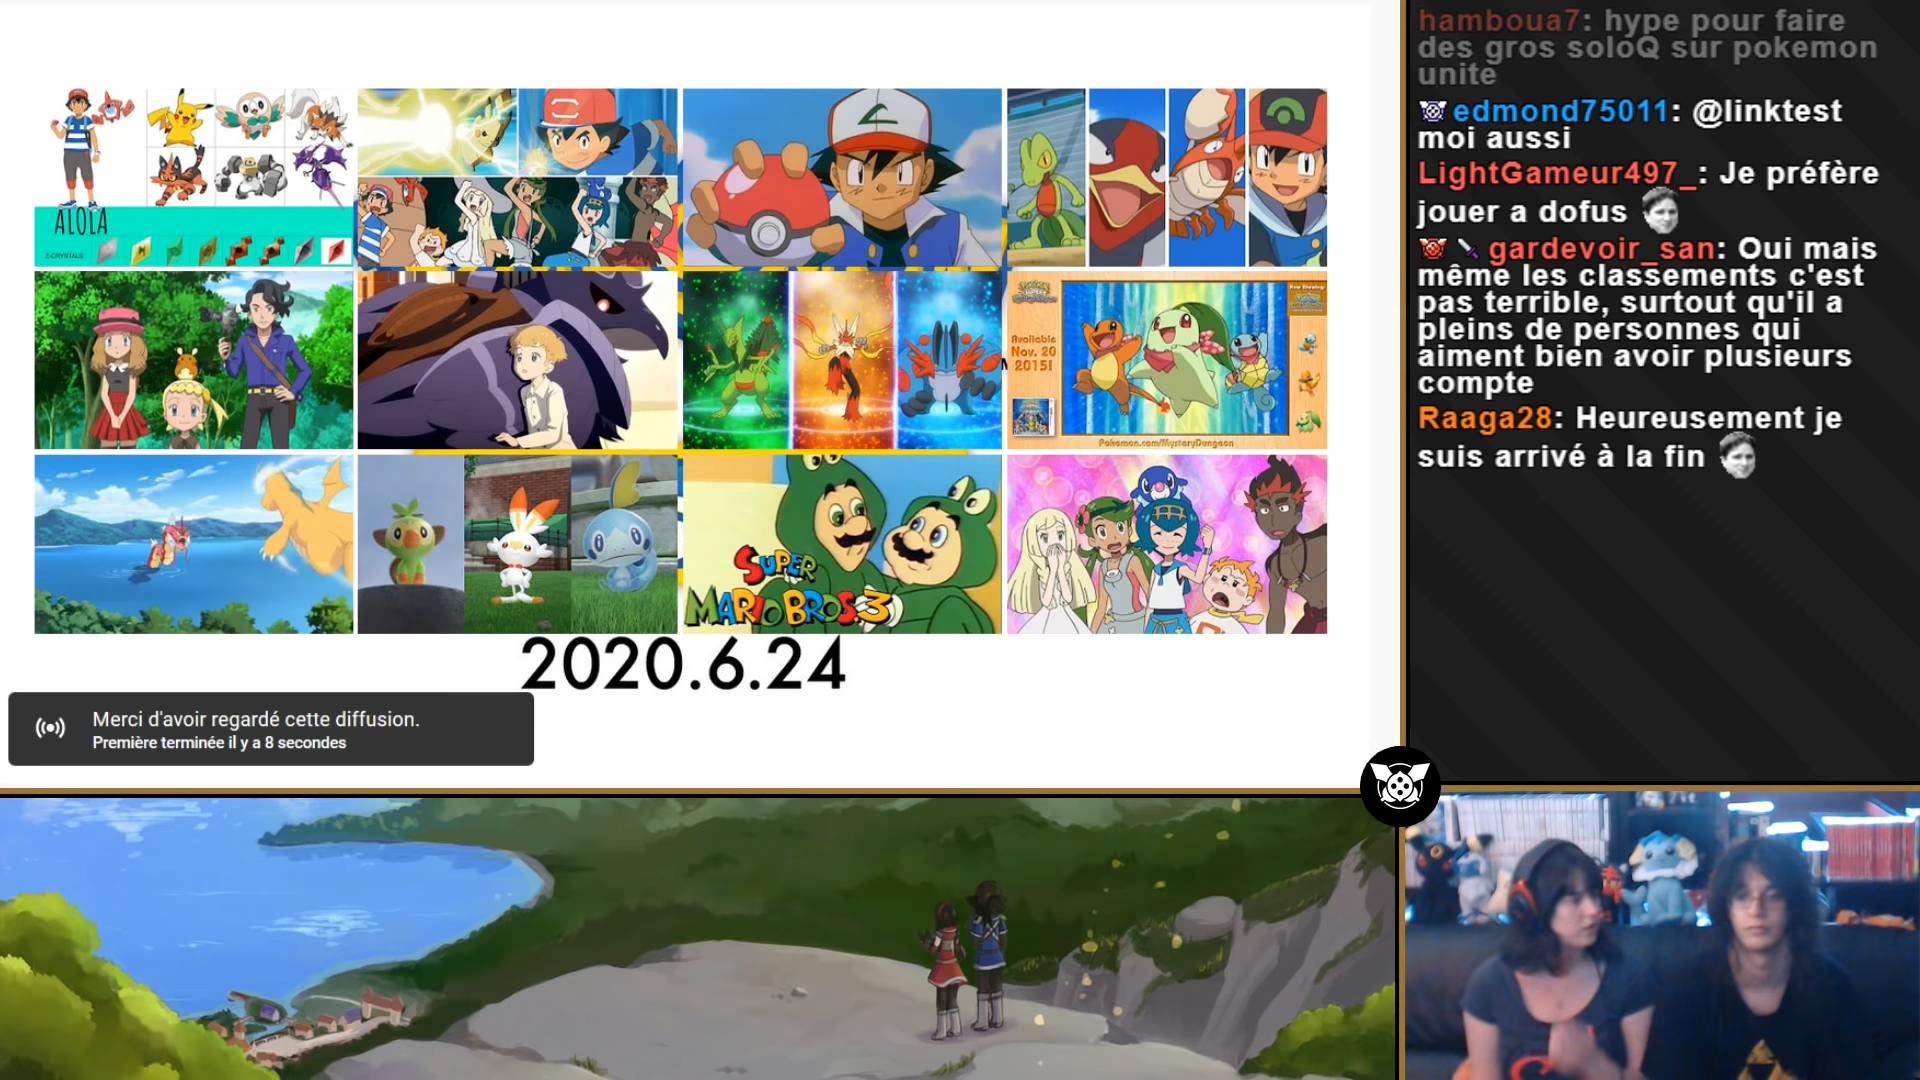 ALOLA
Z-CRYSTALS
Available
Nov. 20
2015!
Pokemon.com/MysteryDungeon
SUPER
MARIO BROS. 3
2020.6.24
Merci d'avoir regardé cette diffusion.
Première terminée il y a 8 secondes
hamboua7: hype pour faire
des gros soloQ sur pokemon
unite
edmond75011: @linktest
moi aussi
LightGameur497_: Je préfère
jouer a dofus
gardevoir_san: Oui mais
même les classements c'est
pas terrible, surtout qu'il a
pleins de personnes qui
aiment bien avoir plusieurs
compte
Raaga28: Heureusement je
suis arrivé à la fin